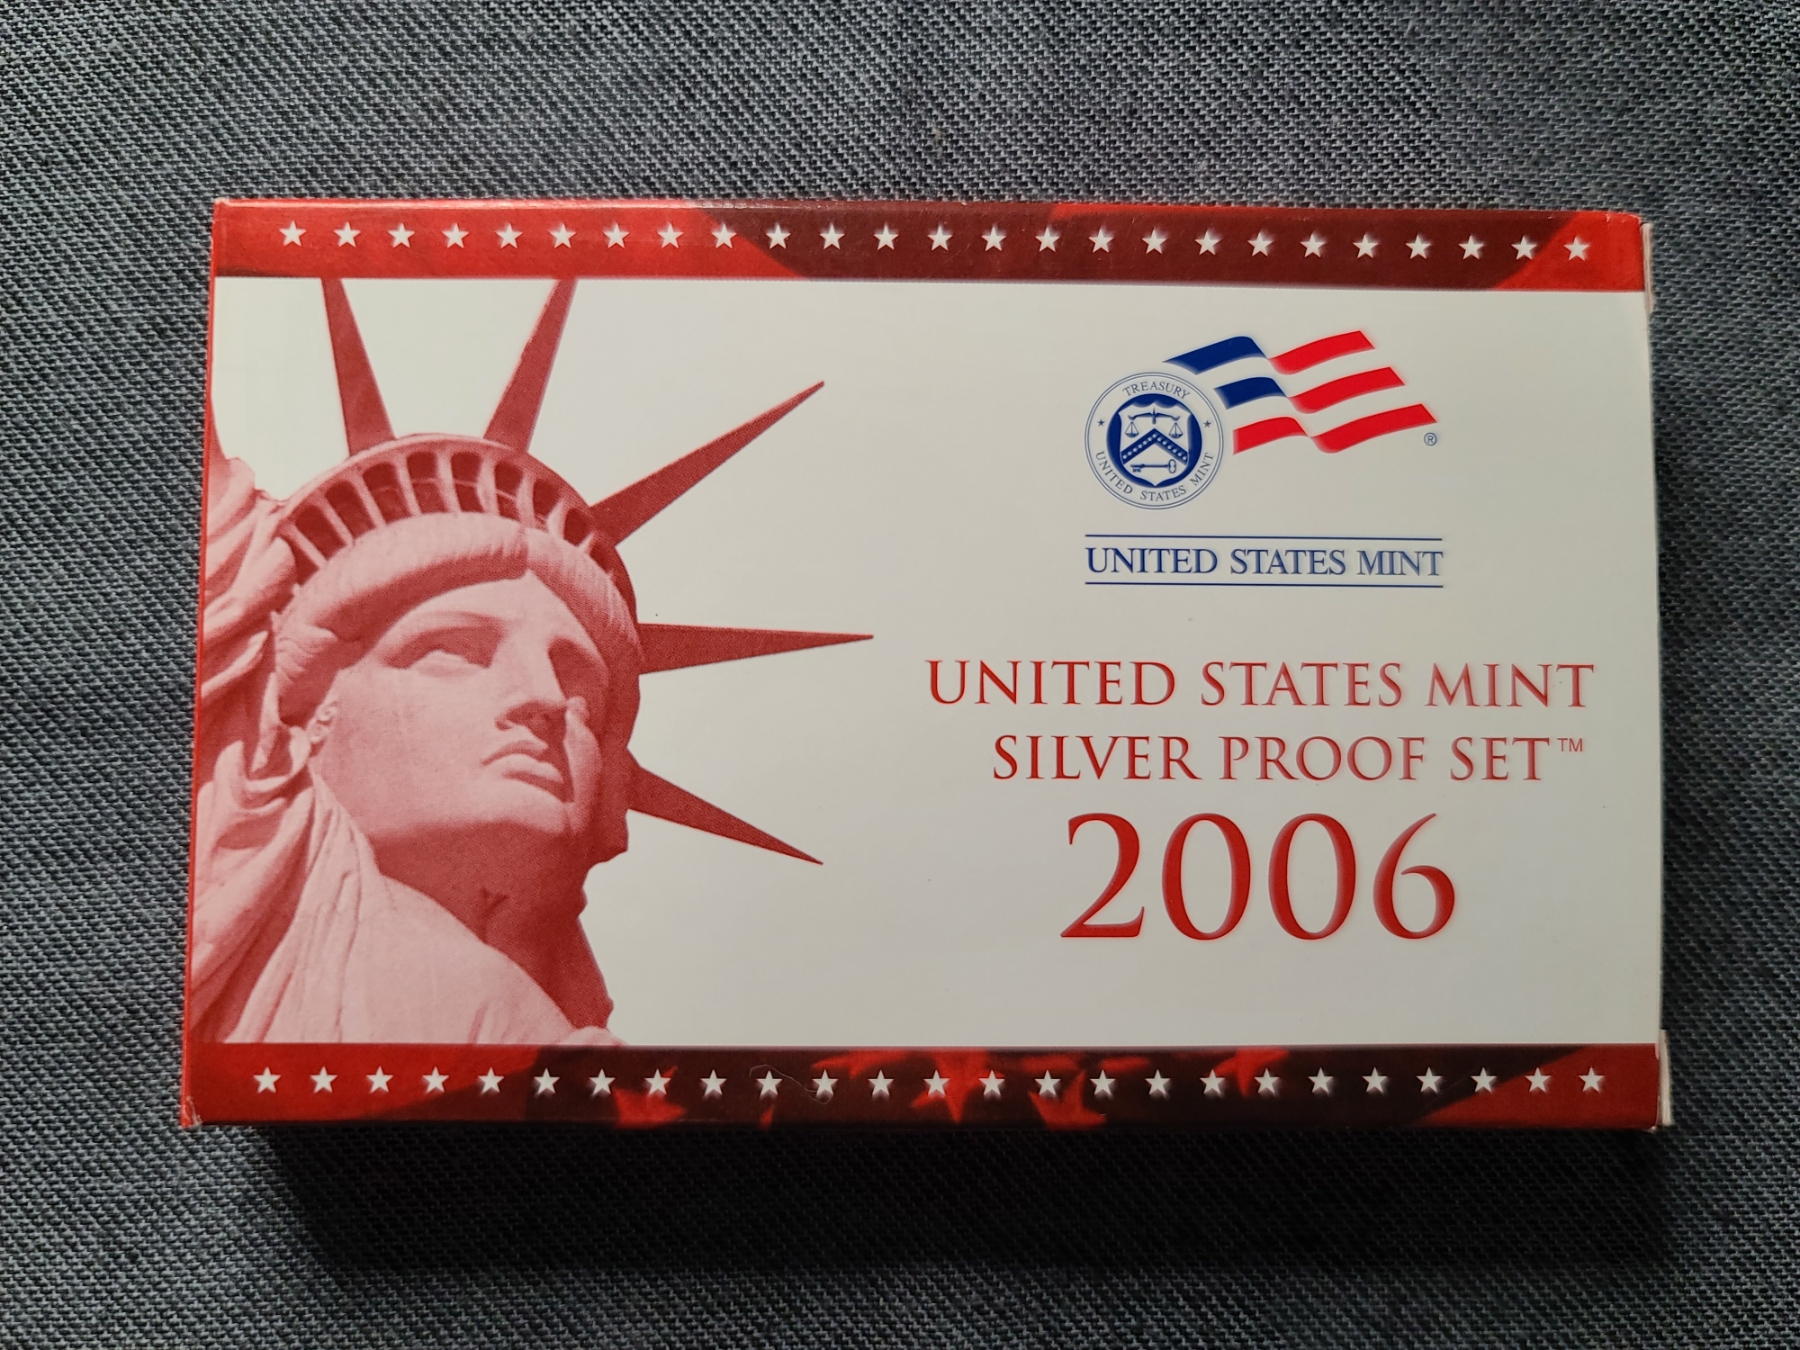 TREASURY
UNITED STATES MINT
®
UNITED STATES MINT
UNITED STATES MINT
SILVER PROOF SET™
2006